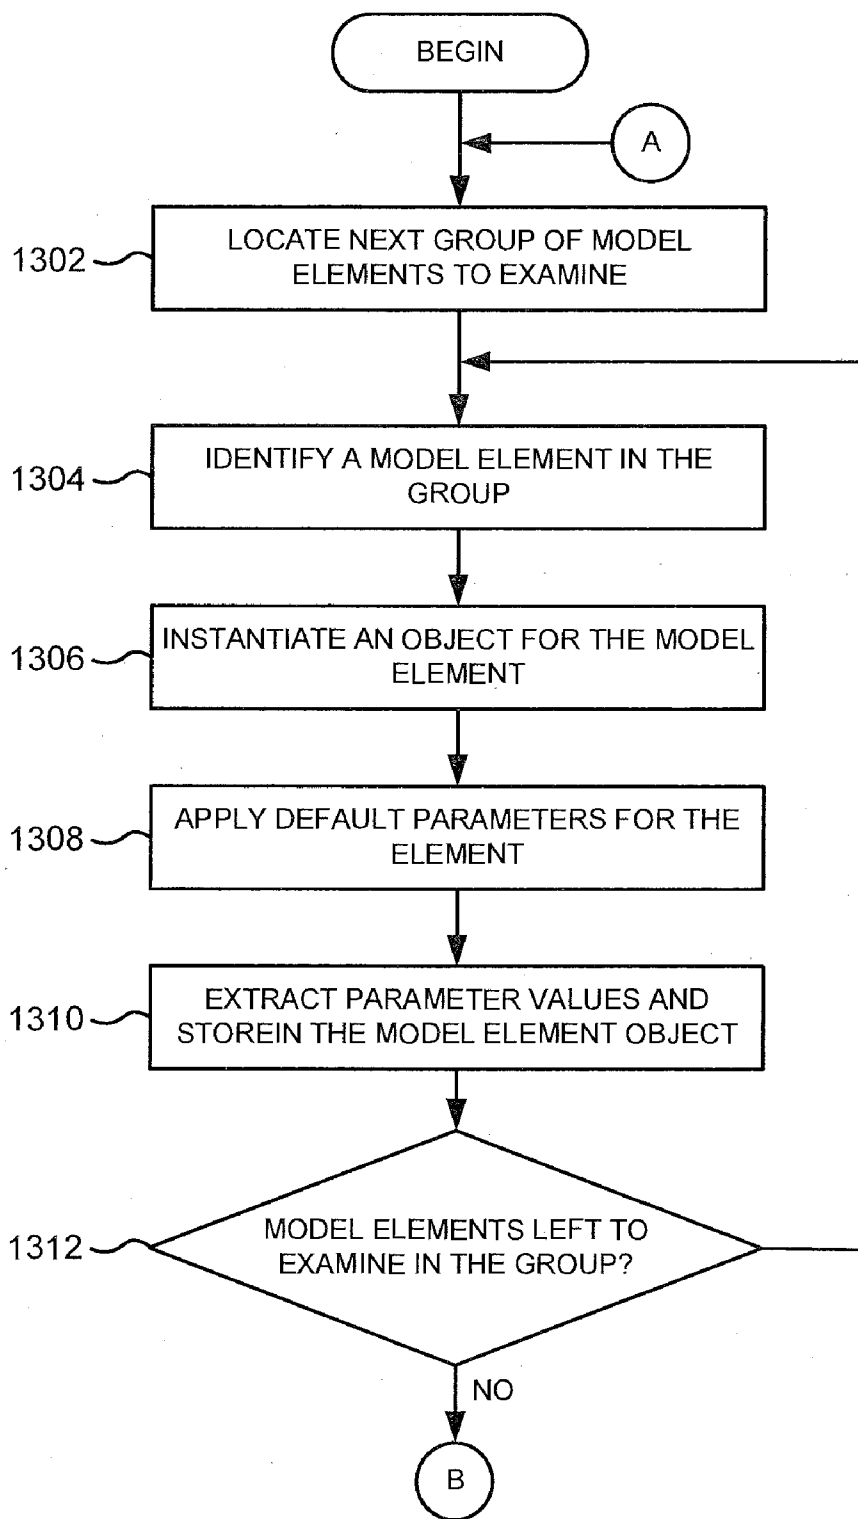 BEGIN
A
1302
LOCATE NEXT GROUP OF MODEL
ELEMENTS TO EXAMINE
1304
IDENTIFY A MODEL ELEMENT IN THE
GROUP
1306
INSTANTIATE AN OBJECT FOR THE MODEL
ELEMENT
1308
APPLY DEFAULT PARAMETERS FOR THE
ELEMENT
1310
EXTRACT PARAMETER VALUES AND
STOREIN THE MODEL ELEMENT OBJECT
1312
MODEL ELEMENTS LEFT TO
EXAMINE IN THE GROUP?
NO
B